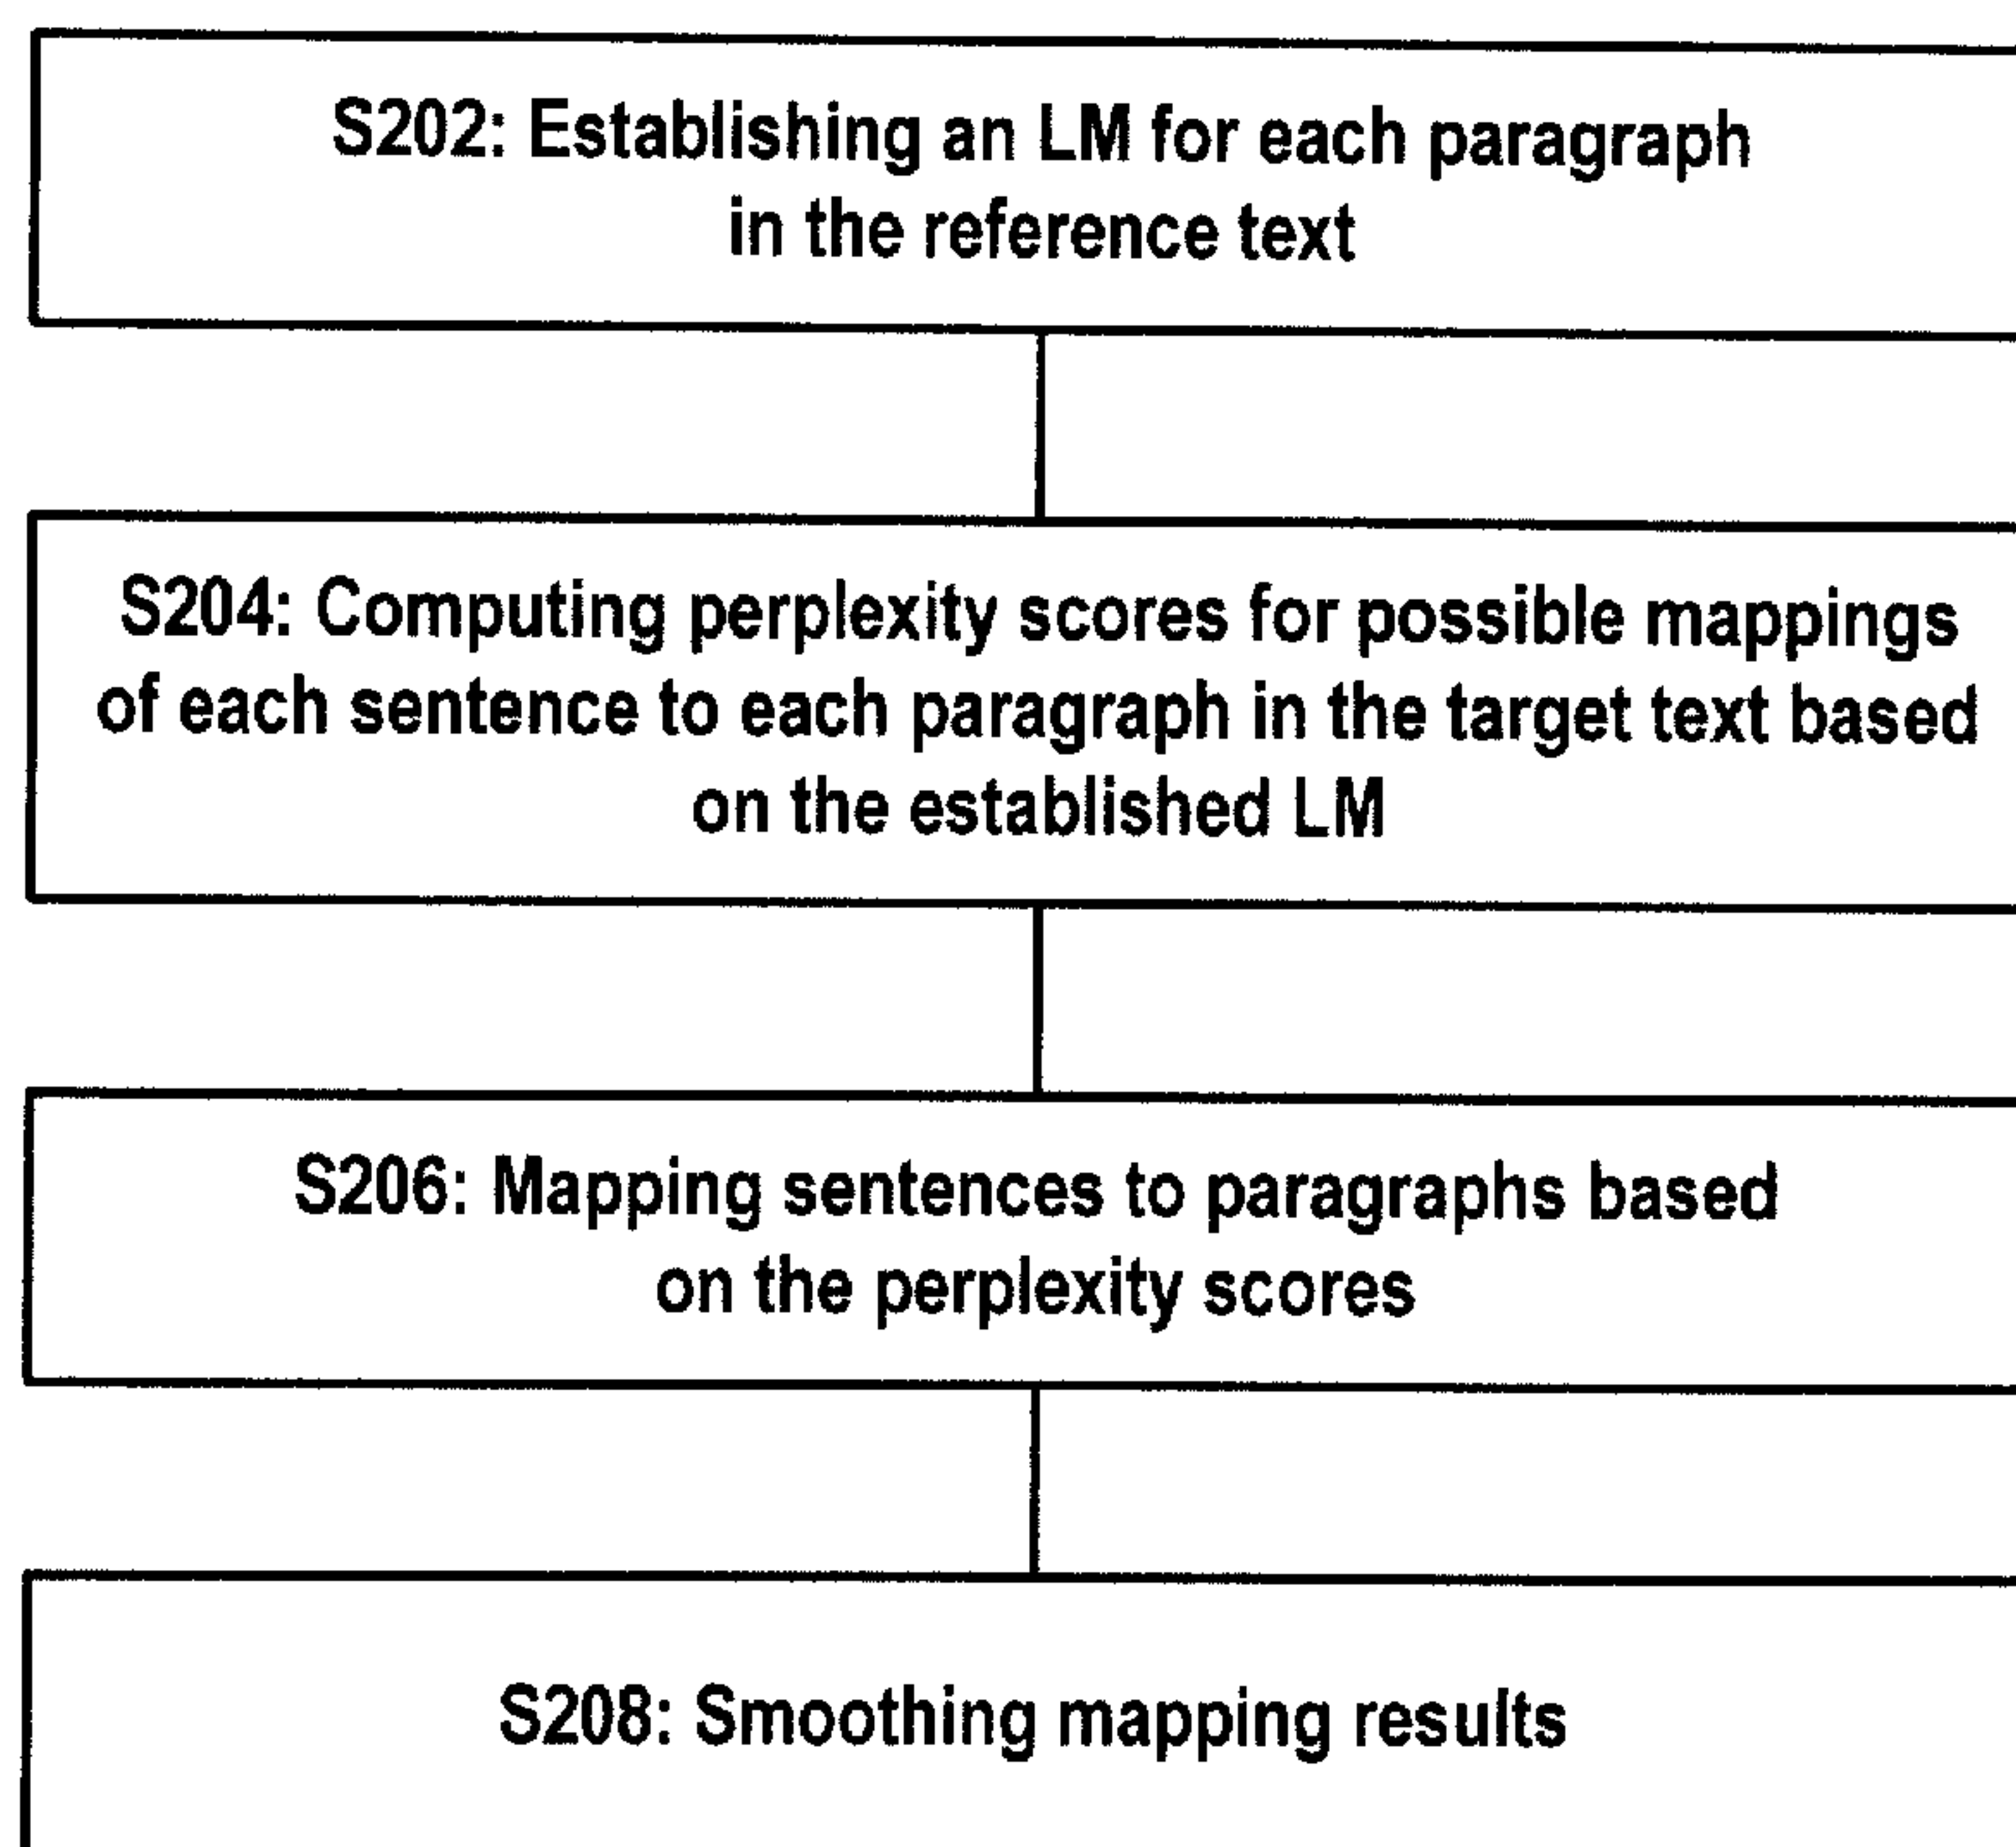 S202: Establishing an LM for each paragraph
in the reference text
S204: Computing perplexity scores for possible mappings
of each sentence to each paragraph in the target text based
on the established LM
S206: Mapping sentences to paragraphs based
on the perplexity scores
S208: Smoothing mapping results